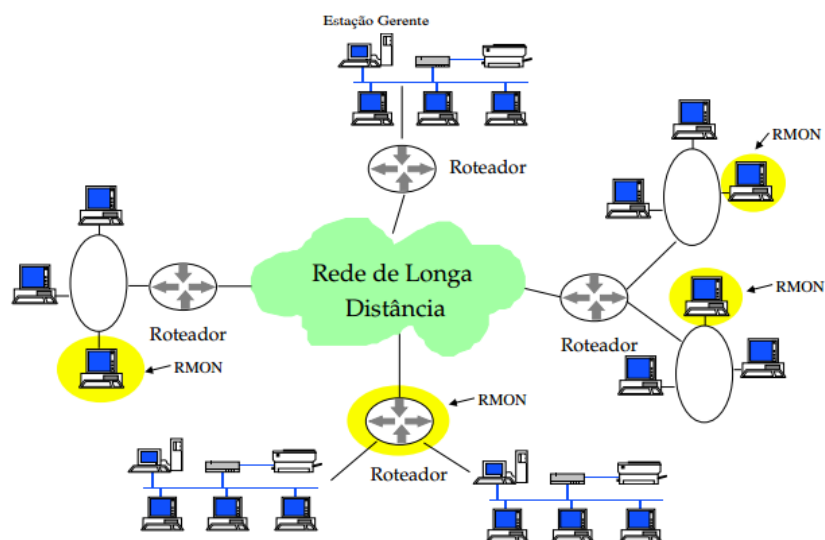 Estação Gerente
RMON
Roteador
Rede de Longa
Distância
RMON
Roteador
Roteador
RMON
RMON
Roteador